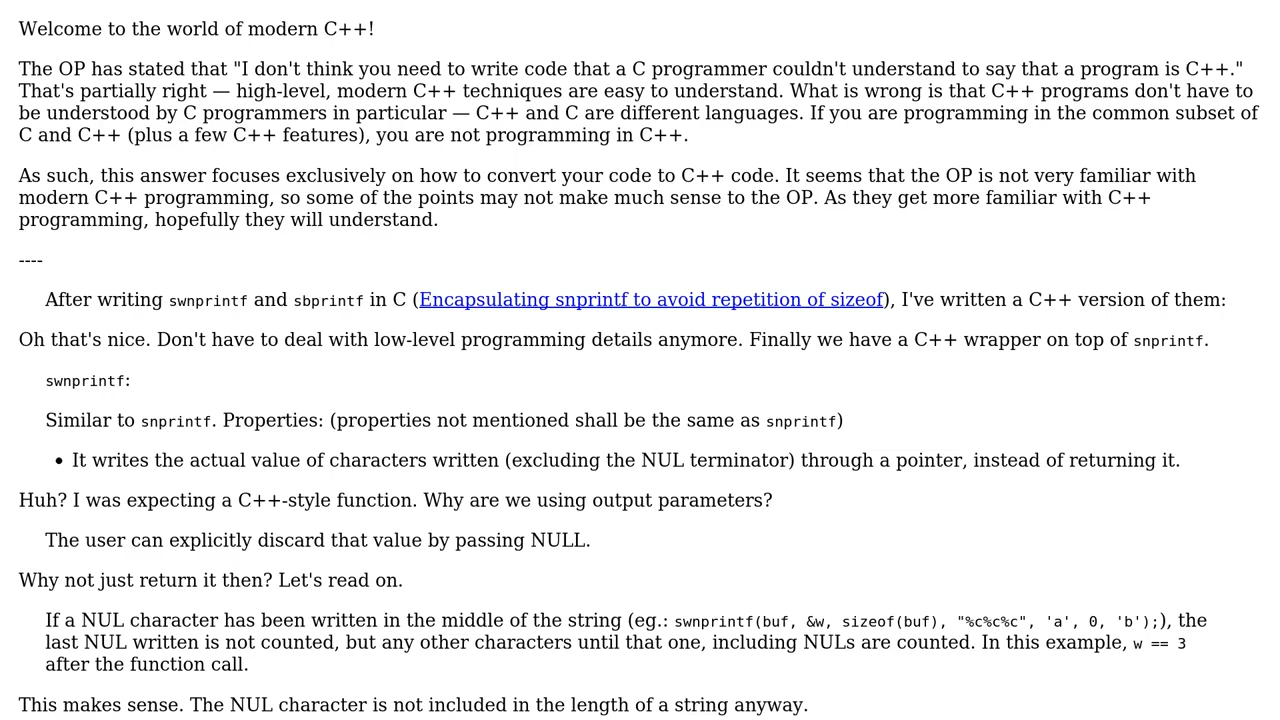 Welcome to the world of modern C++!
The OP has stated that "I don't think you need to write code that a C programmer couldn't understand to say that a program is C++."
That's partially right — high-level, modern C++ techniques are easy to understand. What is wrong is that C++ programs don't have to
be understood by C programmers in particular — C++ and C are different languages. If you are programming in the common subset of
C and C++ (plus a few C++ features), you are not programming in C++.
As such, this answer focuses exclusively on how to convert your code to C++ code. It seems that the OP is not very familiar with
modern C++ programming, so some of the points may not make much sense to the OP. As they get more familiar with C++
programming, hopefully they will understand.
----
After writing swnprintf and sbprintf in C (Encapsulating snprintf to avoid repetition of sizeof), I've written a C++ version of them:
Oh that's nice. Don't have to deal with low-level programming details anymore. Finally we have a C++ wrapper on top of snprintf.
swnprintf:
Similar to snprintf. Properties: (properties not mentioned shall be the same as snprintf)
• It writes the actual value of characters written (excluding the NUL terminator) through a pointer, instead of returning it.
Huh? I was expecting a C++-style function. Why are we using output parameters?
The user can explicitly discard that value by passing NULL.
Why not just return it then? Let's read on.
If a NUL character has been written in the middle of the string (eg.: swnprintf(buf, &w, sizeof(buf), "%c%c%c", 'a', 0, 'b');), the
last NUL written is not counted, but any other characters until that one, including NULs are counted. In this example, w == 3
after the function call.
This makes sense. The NUL character is not included in the length of a string anyway.